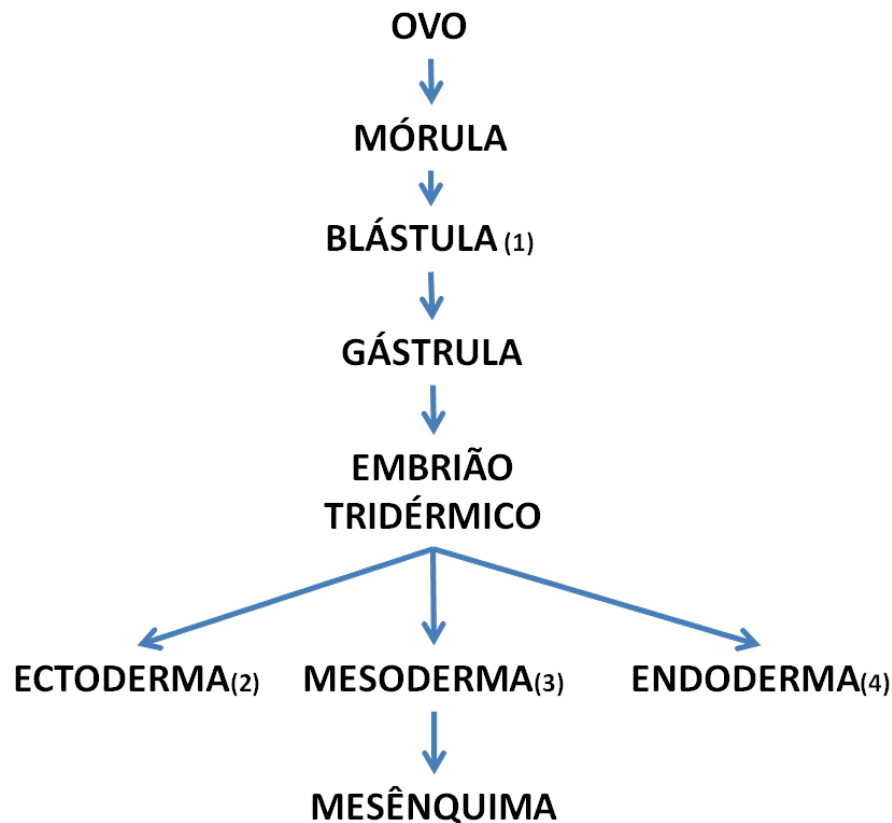 OVO
MÓRULA
BLÁSTULA (1)
GÁSTRULA
EMBRIÃO
TRIDÉRMICO
ECTODERMA(2) MESODERMA(3) ENDODERMA(4)
MESÊNQUIMA